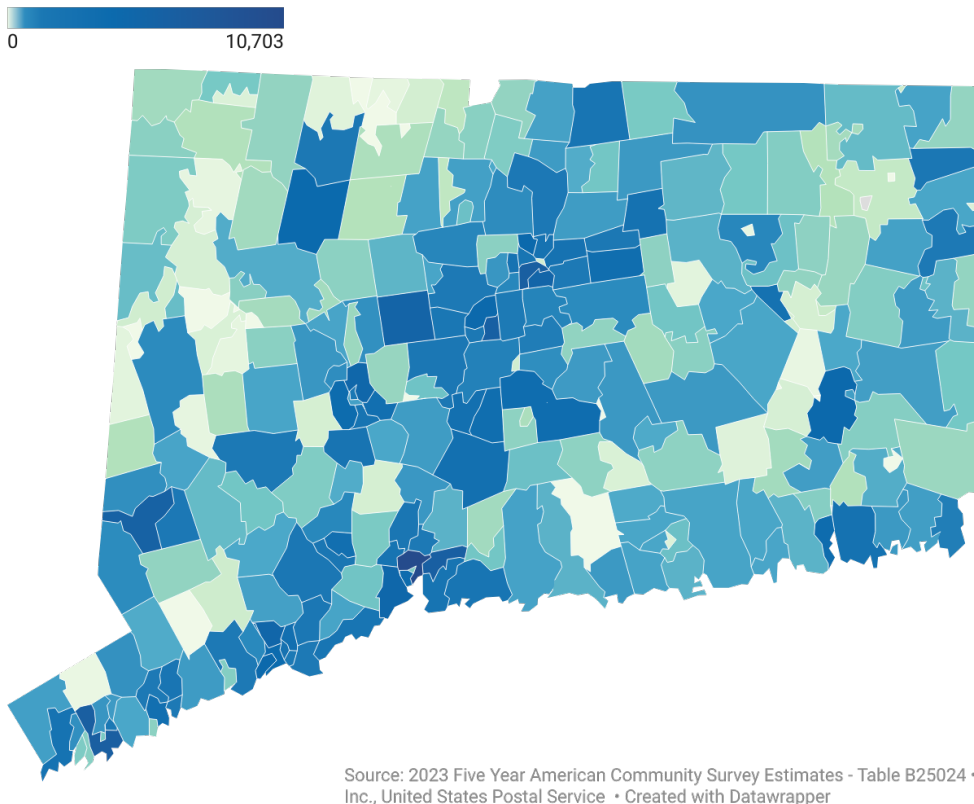 0
10,703
Source: 2023 Five Year American Community Survey Estimates - Table B25024 •
Inc., United States Postal Service • Created with Datawrapper